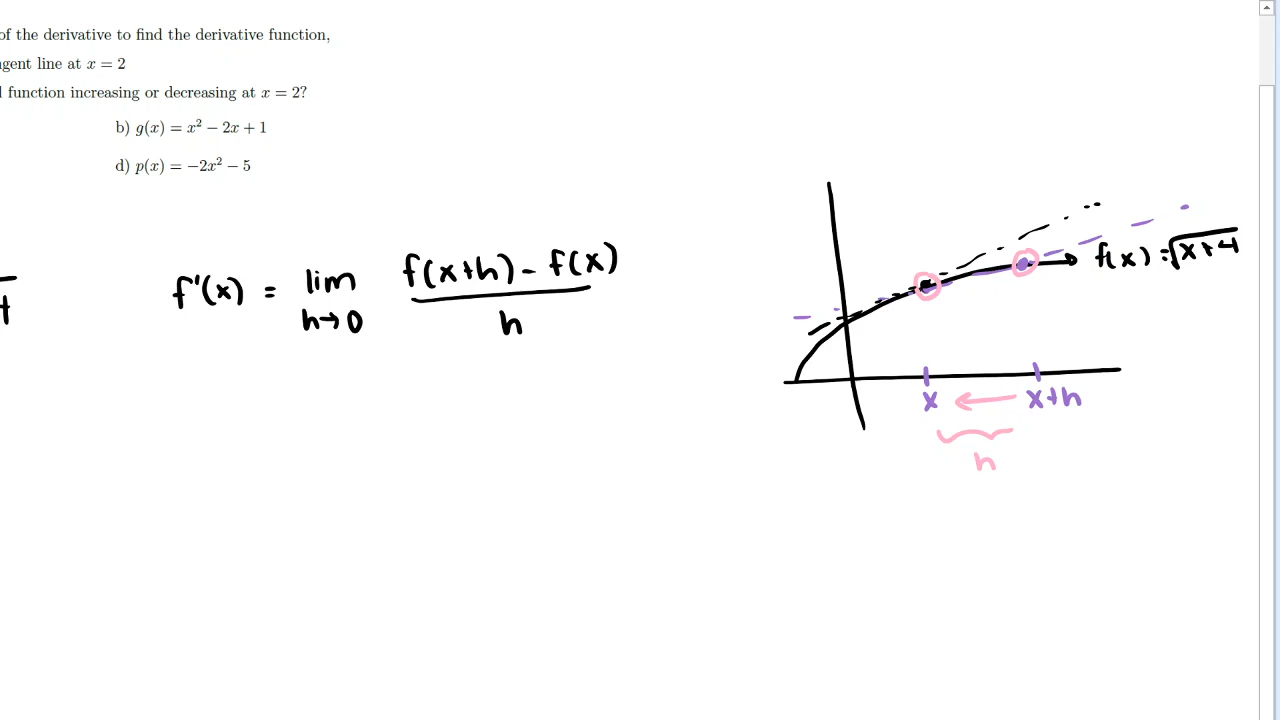 of the derivative to find the derivative function,
gent line at x = 2
function increasing or decreasing at x = 2?
b) g(x) = x² − 2x + 1
d) p(x) = −2x² − 5
f'(x) = lim h→0 f(x+h) - f(x) / h
f(x) = √x+4
x ← x+h
h